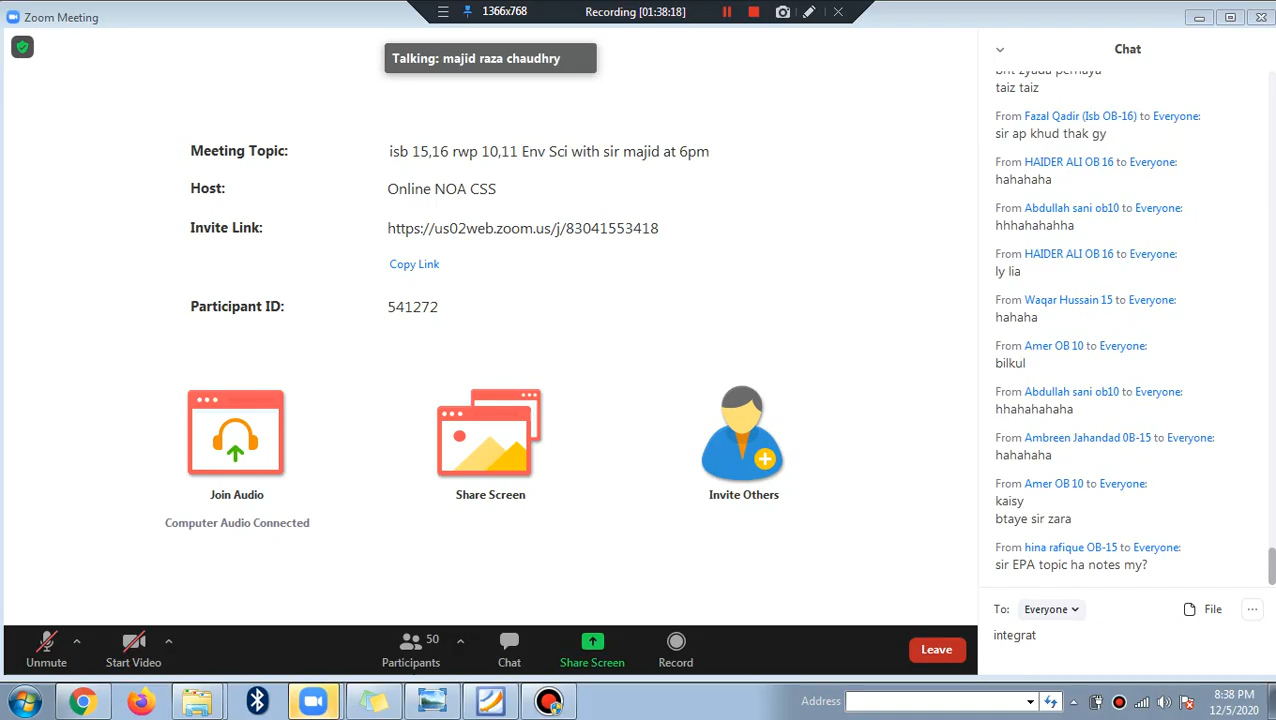 Zoom Meeting
1366x768
Recording [01:38:18]
Talking: majid raza chaudhry
Meeting Topic: isb 15,16 rwp 10,11 Env Sci with sir majid at 6pm
Host: Online NOA CSS
Invite Link: https://us02web.zoom.us/j/83041553418
Copy Link
Participant ID: 541272
Join Audio
Computer Audio Connected
Share Screen
Invite Others
Unmute
Start Video
Participants
50
Chat
Share Screen
Record
Leave
Chat
taiz taiz
From Fazal Qadir (Isb OB-16) to Everyone:
sir ap khud thak gy
From HAIDER ALI OB 16 to Everyone:
hahahaha
From Abdullah sani ob10 to Everyone:
hhhahahahha
From HAIDER ALI OB 16 to Everyone:
ly lia
From Waqar Hussain 15 to Everyone:
hahaha
From Amer OB 10 to Everyone:
bilkul
From Abdullah sani ob10 to Everyone:
hhahahahaha
From Ambreen Jahandad 0B-15 to Everyone:
hahahaha
From Amer OB 10 to Everyone:
kaisy
btaye sir zara
From hina rafique OB-15 to Everyone:
sir EPA topic ha notes my?
To: Everyone
File
integrat
Address
8:38 PM
12/5/2020